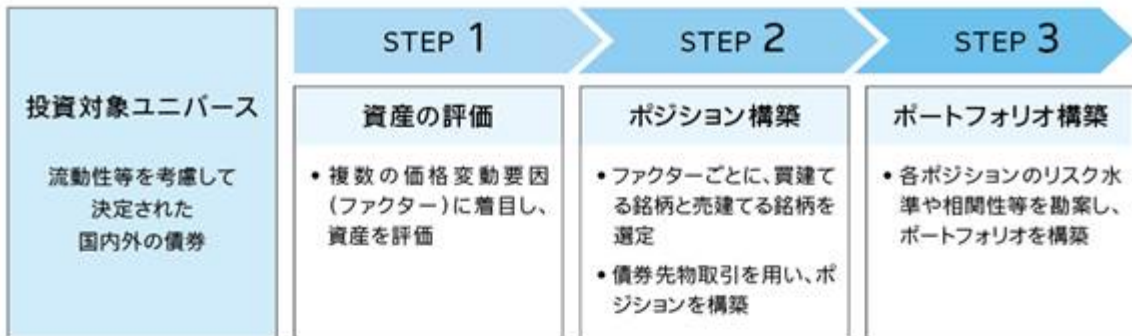 投資対象ユニバース
流動性等を考慮して
決定された
国内外の債券
STEP 1
資産の評価
• 複数の価格変動要因
(ファクター)に着目し、
資産を評価
STEP 2
ポジション構築
• ファクターごとに、買建て
る銘柄と売建てる銘柄を
選定
• 債券先物取引を用い、ポ
ジションを構築
STEP 3
ポートフォリオ構築
• 各ポジションのリスク水
準や相関性等を勘案し、
ポートフォリオを構築